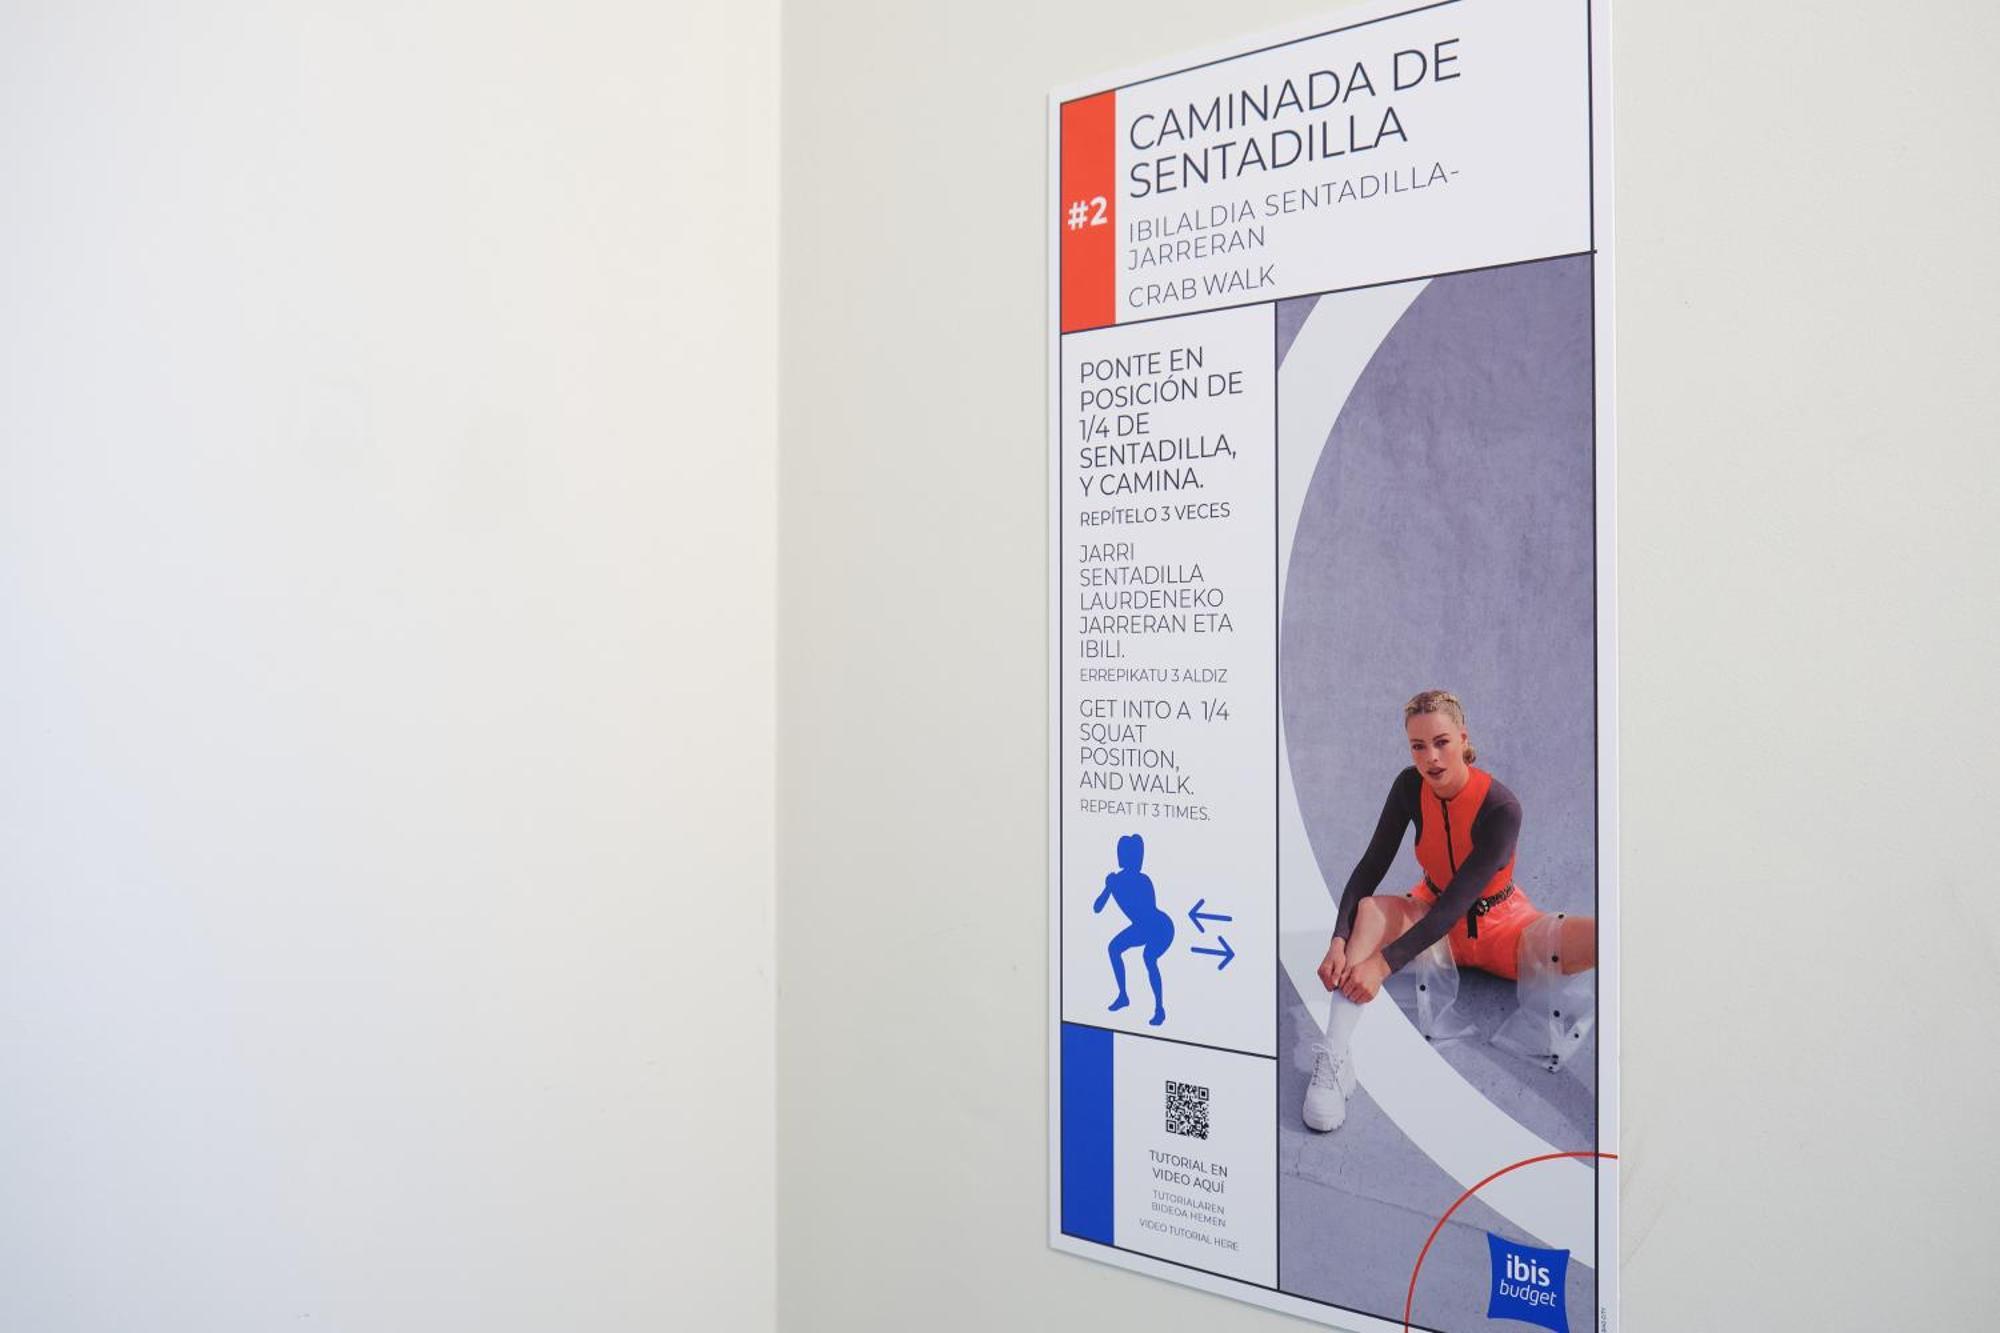 #2
CAMINADA DE
SENTADILLA
IBILALDIA SENTADILLA-
JARRERAN
CRAB WALK
PONTE EN
POSICIÓN DE
1/4 DE
SENTADILLA,
Y CAMINA.
REPÍTELO 3 VECES
JARRI
SENTADILLA
LAURDENEKO
JARRERAN ETA
IBILI.
ERREPIKATU 3 ALDIZ
GET INTO A 1/4
SQUAT
POSITION,
AND WALK.
REPEAT IT 3 TIMES.
TUTORIAL EN
VIDEO AQUÍ
TUTORIALAREN
BIDEOA HEMEN
VIDEO TUTORIAL HERE
ibis
budget